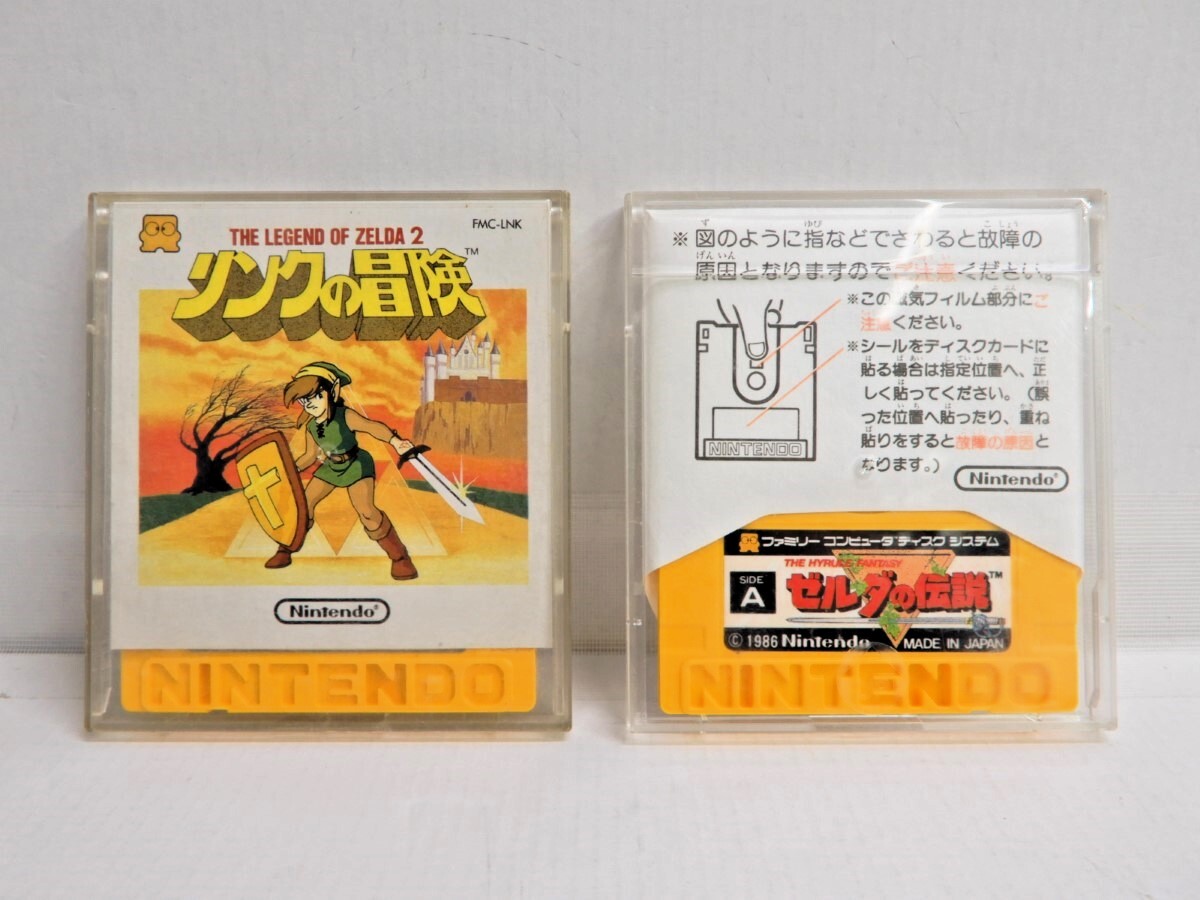 FMC-LNK
THE LEGEND OF ZELDA 2
リンクの冒険™
Nintendo®
NINTENDO
※図のように指などでさわると故障の
原因となりますのでご注意ください。
※この磁気フィルム部分にご
注意ください。
※シールをディスクカードに
貼る場合は指定位置へ、正
しく貼ってください。(誤
った位置へ貼ったり、重ね
貼りをすると故障の原因と
なります。)
NINTENDO
Nintendo®
ファミリー コンピュータ ディスク システム
THE HYRULE FANTASY
SIDE
A
ゼルダの伝説™
© 1986 Nintendo MADE IN JAPAN
NINTENDO